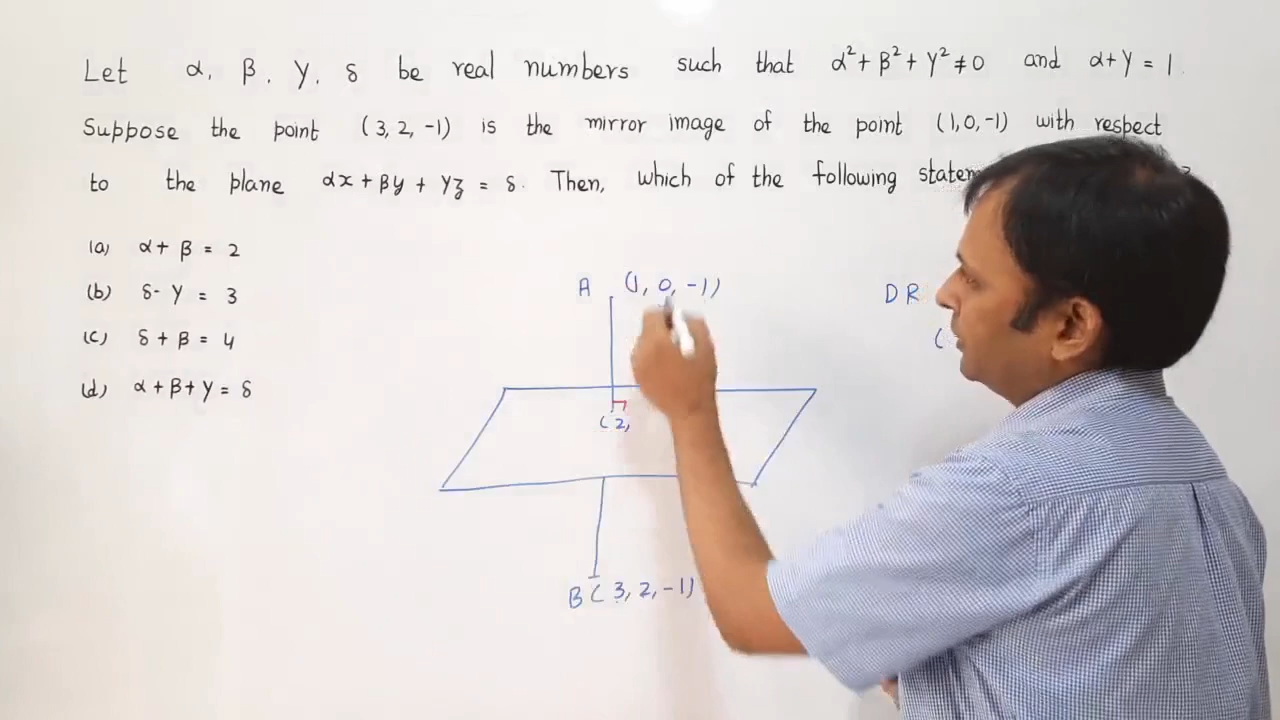 Let α, β, γ, δ be real numbers such that α² + β² + γ² ≠ 0 and α + γ = 1.
Suppose the point (3, 2, -1) is the mirror image of the point (1, 0, -1) with respect
to the plane αx + βy + γz = δ. Then, which of the following
(a) α + β = 2
(b) δ - γ = 3
(c) δ + β = 4
(d) α + β + γ = δ
A (1, 0, -1)
DR
(
(2,
B (3, 2, -1)